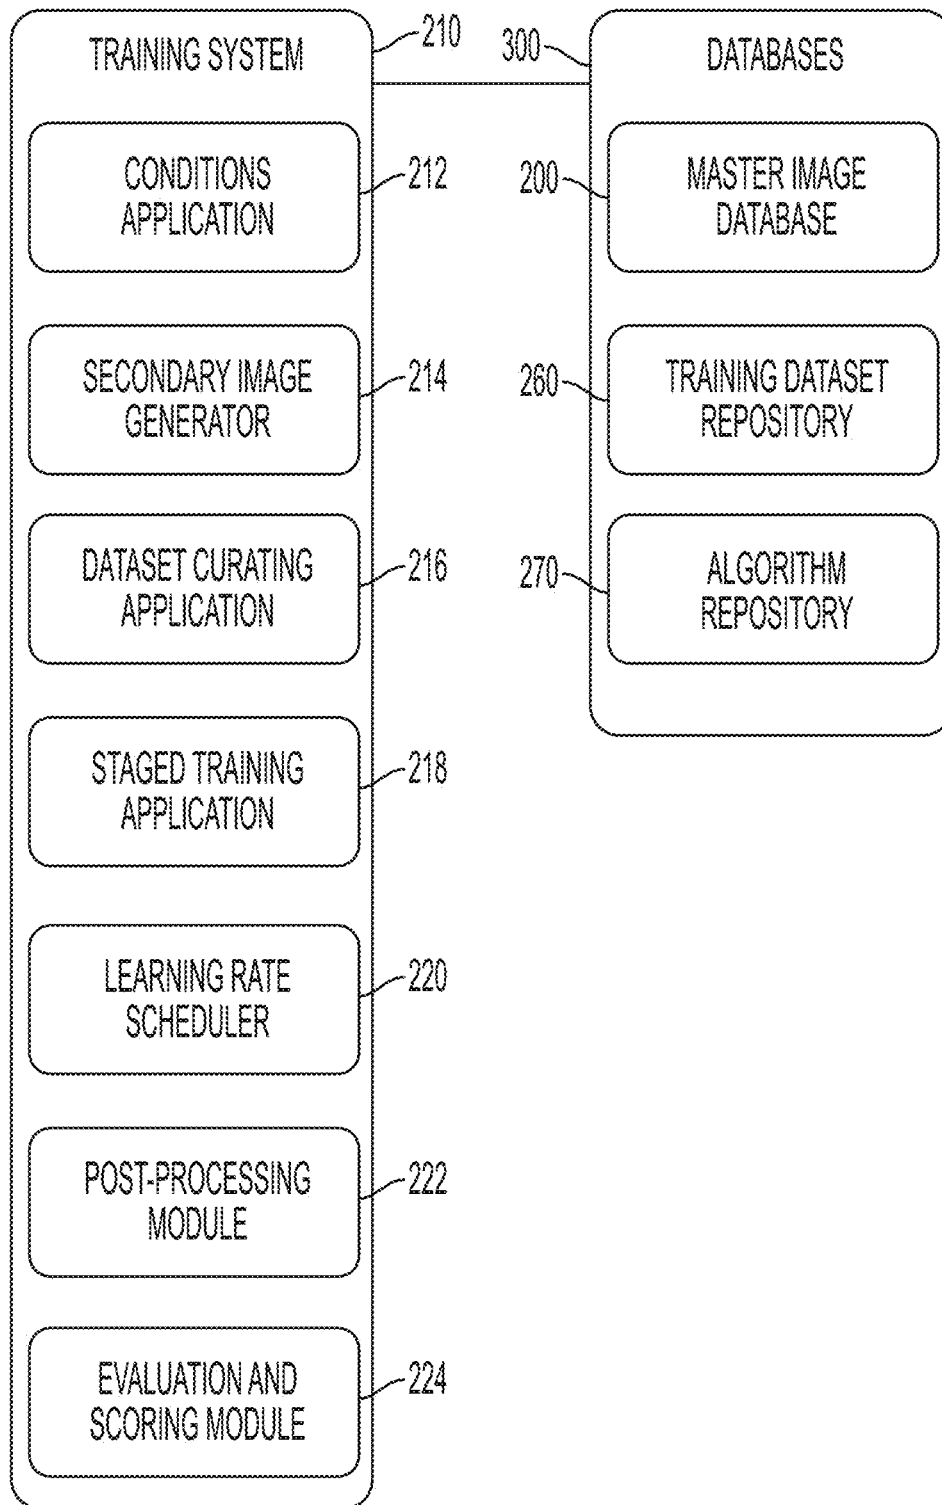 TRAINING SYSTEM
210
CONDITIONS
APPLICATION
212
SECONDARY IMAGE
GENERATOR
214
DATASET CURATING
APPLICATION
216
STAGED TRAINING
APPLICATION
218
LEARNING RATE
SCHEDULER
220
POST-PROCESSING
MODULE
222
EVALUATION AND
SCORING MODULE
224
300
DATABASES
200
MASTER IMAGE
DATABASE
260
TRAINING DATASET
REPOSITORY
270
ALGORITHM
REPOSITORY